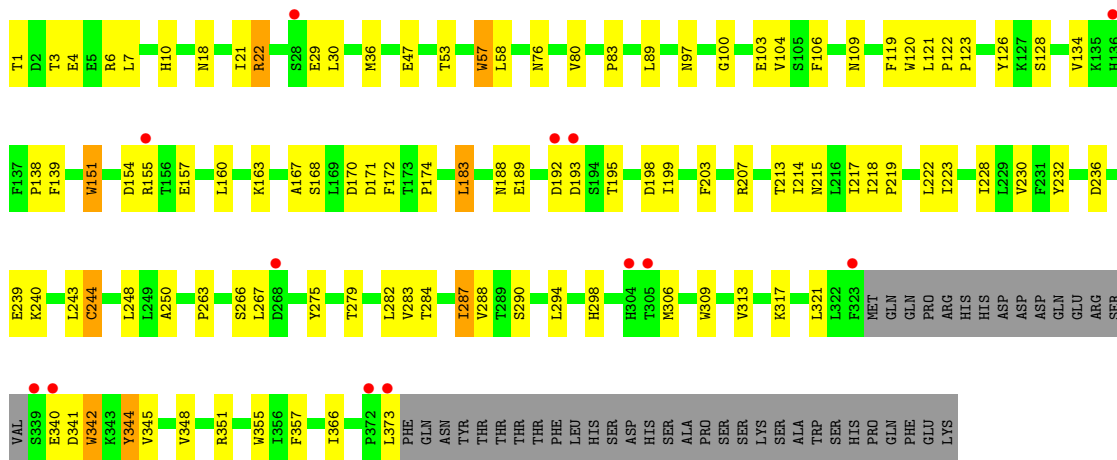 T1 D2 T3 E4 E5 R6 L7 H10 N18 I21 R22 S28 E29 L30 M36 E47 T53 W57 L58 N76 V80 P83 L89 N97 G100 E103 V104 S105 F106 N109 F119 W120 L121 P122 P123 Y126 K127 S128 V134 K135 H136
F137 P138 F139 W151 D154 R155 T156 E157 L160 K163 A167 S168 L169 D170 D171 F172 T173 P174 L183 N188 E189 D192 D193 S194 T195 D198 I199 F203 R207 T213 I214 N215 L216 T217 I218 P219 L222 I223 T228 L229 V230 F231 Y232 D236
E239 K240 L243 C244 L248 L249 A250 P263 S266 L267 D268 Y275 T279 L282 V283 T284 I287 V288 T289 S290 L294 H298 H304 T305 M306 W309 V313 K317 L321 L322 F323 MET GLN GLN PRO ARG HIS HIS ASP ASP ASP GLN GLU ARG SER
VAL S339 E340 D341 W342 K343 Y344 V345 V348 R351 W355 I356 F357 I366 P372 L373 PHE GLN ASN TYR THR THR THR THR PHE LEU HIS SER ASP HIS SER ALA PRO SER SER LYS SER ALA TRP SER HIS PRO GLN PHE GLU LYS